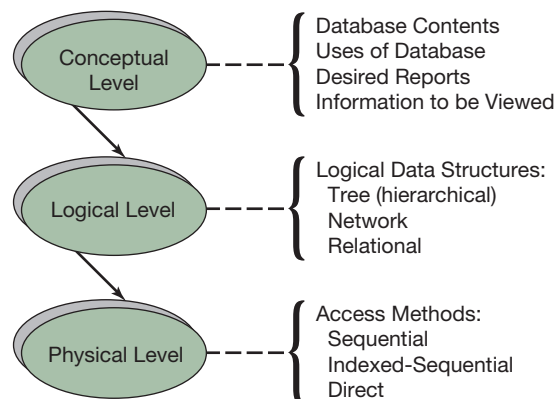 Conceptual
Level
Database Contents
Uses of Database
Desired Reports
Information to be Viewed
Logical Level
Logical Data Structures:
Tree (hierarchical)
Network
Relational
Physical Level
Access Methods:
Sequential
Indexed-Sequential
Direct